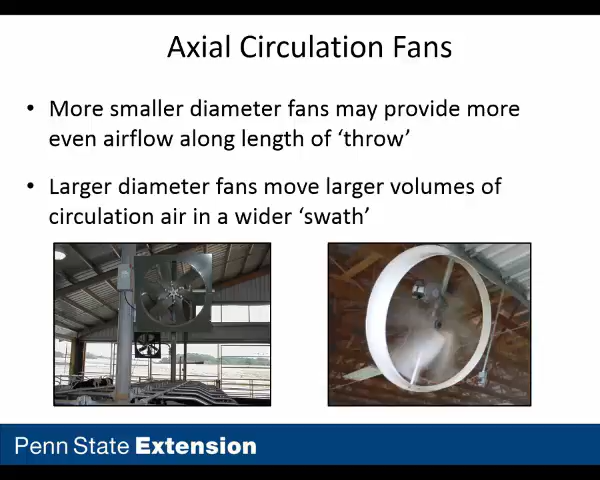 Axial Circulation Fans
• More smaller diameter fans may provide more
even airflow along length of ‘throw’
• Larger diameter fans move larger volumes of
circulation air in a wider ‘swath’
Penn State Extension